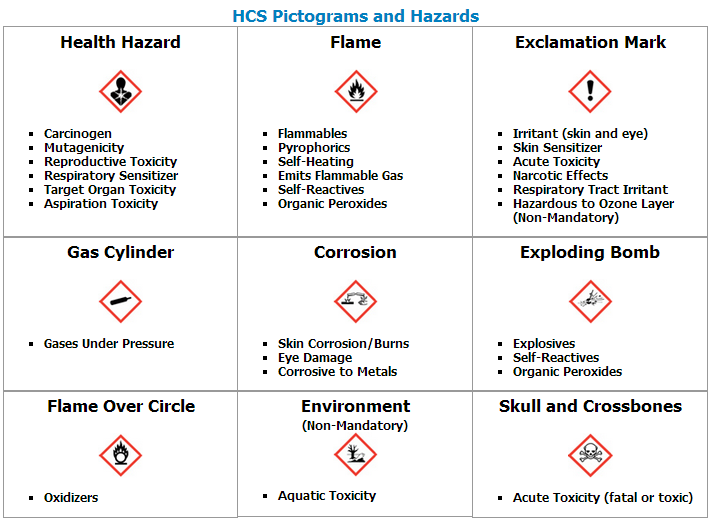 HCS Pictograms and Hazards
Health Hazard
Carcinogen
Mutagenicity
Reproductive Toxicity
Respiratory Sensitizer
Target Organ Toxicity
Aspiration Toxicity
Flame
Flammables
Pyrophorics
Self-Heating
Emits Flammable Gas
Self-Reactives
Organic Peroxides
Exclamation Mark
Irritant (skin and eye)
Skin Sensitizer
Acute Toxicity
Narcotic Effects
Respiratory Tract Irritant
Hazardous to Ozone Layer
(Non-Mandatory)
Gas Cylinder
Gases Under Pressure
Corrosion
Skin Corrosion/Burns
Eye Damage
Corrosive to Metals
Exploding Bomb
Explosives
Self-Reactives
Organic Peroxides
Flame Over Circle
Oxidizers
Environment
(Non-Mandatory)
Aquatic Toxicity
Skull and Crossbones
Acute Toxicity (fatal or toxic)